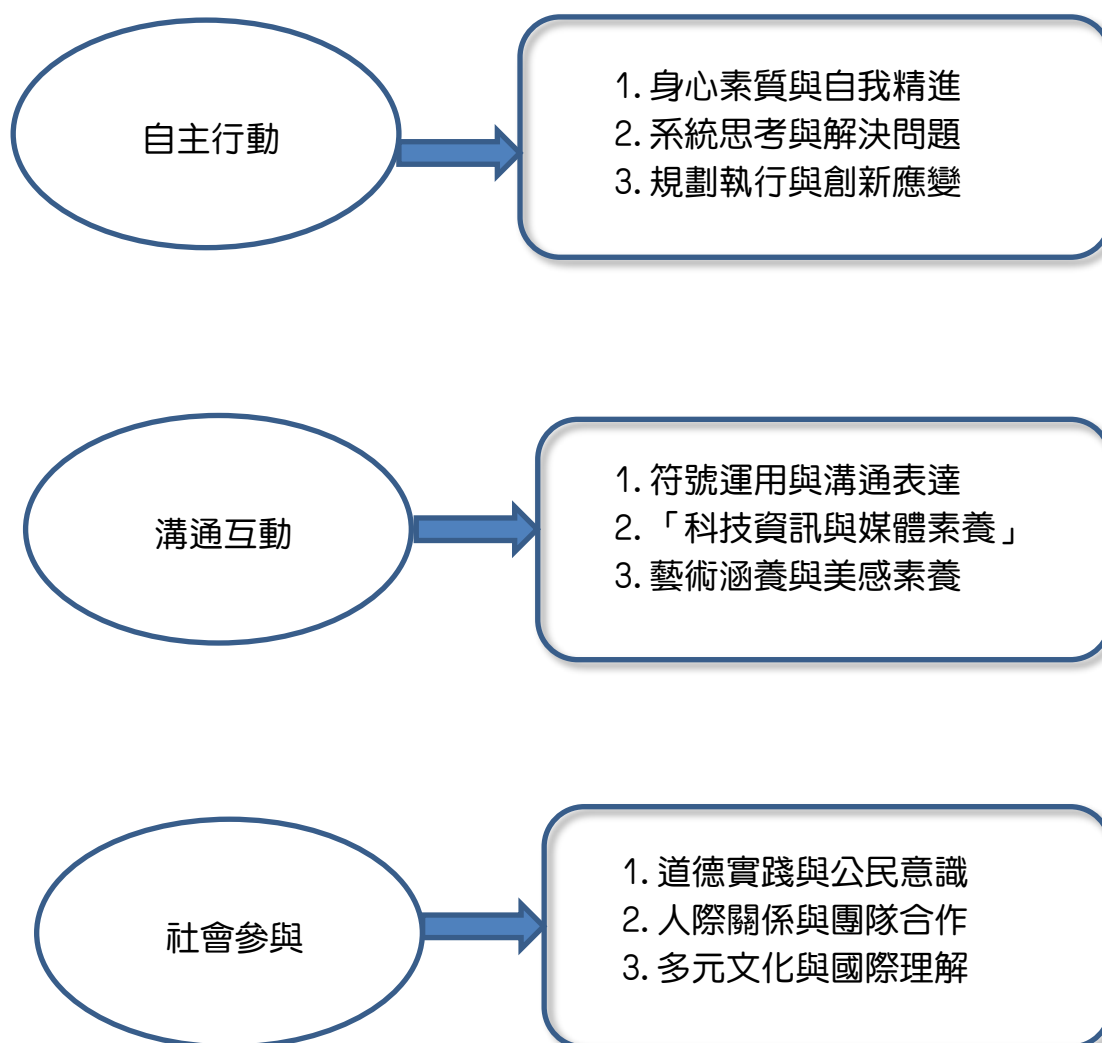 自主行動
1. 身心素質與自我精進
2. 系統思考與解決問題
3. 規劃執行與創新應變
溝通互動
1. 符號運用與溝通表達
2. 「科技資訊與媒體素養」
3. 藝術涵養與美感素養
社會參與
1. 道德實踐與公民意識
2. 人際關係與團隊合作
3. 多元文化與國際理解